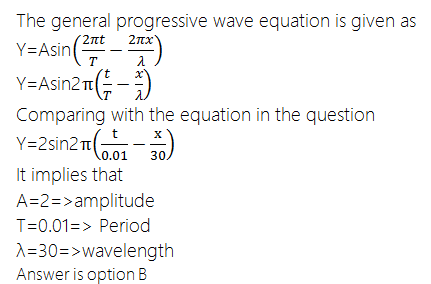 The general progressive wave equation is given as
Y=Asin(2πt/T − 2πx/λ)
Y=Asin2π(t/T − x/λ)
Comparing with the equation in the question
Y=2sin2π(t/0.01 − x/30)
It implies that
A=2=>amplitude
T=0.01=> Period
λ=30=>wavelength
Answer is option B